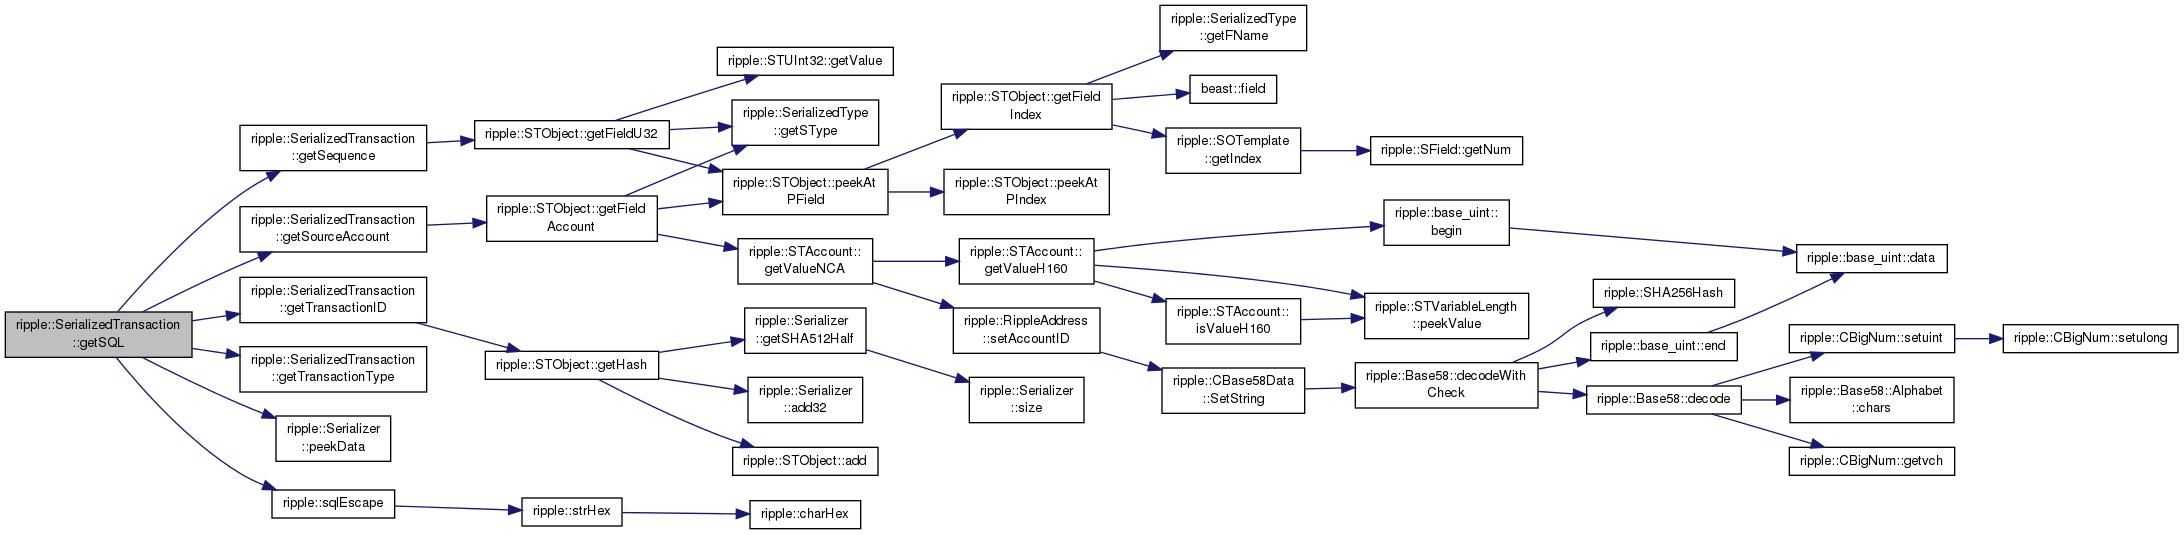 ripple::SerializedTransaction
::getSQL
ripple::SerializedTransaction
::getSequence
ripple::SerializedTransaction
::getSourceAccount
ripple::SerializedTransaction
::getTransactionID
ripple::SerializedTransaction
::getTransactionType
ripple::Serializer
::peekData
ripple::sqlEscape
ripple::STObject::getFieldU32
ripple::STObject::getField
Account
ripple::STObject::getHash
ripple::strHex
ripple::STUInt32::getValue
ripple::SerializedType
::getSType
ripple::STObject::peekAt
PField
ripple::STAccount::
getValueNCA
ripple::Serializer
::getSHA512Half
ripple::Serializer
::add32
ripple::STObject::add
ripple::charHex
ripple::STObject::getField
Index
ripple::STObject::peekAt
PIndex
ripple::STAccount::
getValueH160
ripple::RippleAddress
::setAccountID
ripple::Serializer
::size
ripple::SerializedType
::getFName
beast::field
ripple::SOTemplate
::getIndex
ripple::STAccount::
isValueH160
ripple::CBase58Data
::SetString
ripple::SField::getNum
ripple::base_uint::
begin
ripple::STVariableLength
::peekValue
ripple::Base58::decodeWith
Check
ripple::SHA256Hash
ripple::base_uint::end
ripple::Base58::decode
ripple::base_uint::data
ripple::CBigNum::setuint
ripple::Base58::Alphabet
::chars
ripple::CBigNum::getvch
ripple::CBigNum::setulong